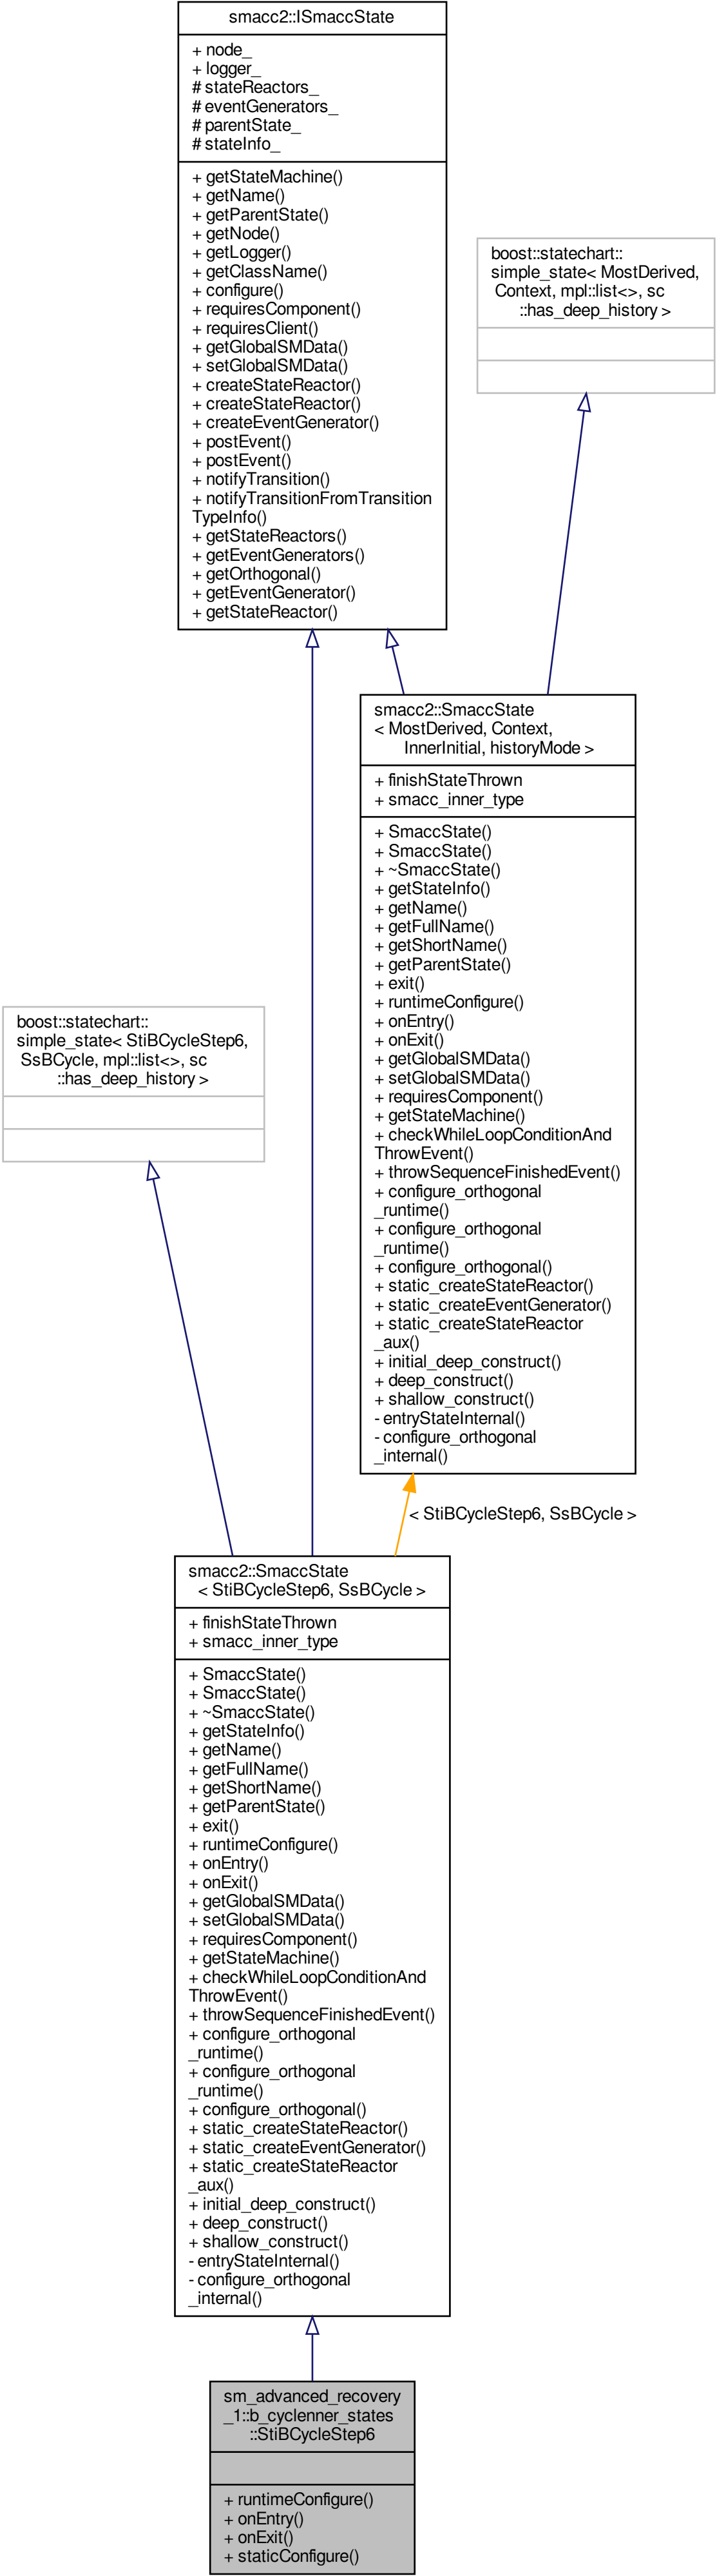 smacc2::ISmaccState
+ node_
+ logger_
# stateReactors_
# eventGenerators_
# parentState_
# stateInfo_
+ getStateMachine()
+ getName()
+ getParentState()
+ getNode()
+ getLogger()
+ getClassName()
+ configure()
+ requiresComponent()
+ requiresClient()
+ getGlobalSMData()
+ setGlobalSMData()
+ createStateReactor()
+ createStateReactor()
+ createEventGenerator()
+ postEvent()
+ postEvent()
+ notifyTransition()
+ notifyTransitionFromTransition
TypeInfo()
+ getStateReactors()
+ getEventGenerators()
+ getOrthogonal()
+ getEventGenerator()
+ getStateReactor()
boost::statechart::
simple_state< MostDerived,
Context, mpl::list<>, sc
::has_deep_history >
smacc2::SmaccState
< MostDerived, Context,
InnerInitial, historyMode >
+ finishStateThrown
+ smacc_inner_type
+ SmaccState()
+ SmaccState()
+ ~SmaccState()
+ getStateInfo()
+ getName()
+ getFullName()
+ getShortName()
+ getParentState()
+ exit()
+ runtimeConfigure()
+ onEntry()
+ onExit()
+ getGlobalSMData()
+ setGlobalSMData()
+ requiresComponent()
+ getStateMachine()
+ checkWhileLoopConditionAnd
ThrowEvent()
+ throwSequenceFinishedEvent()
+ configure_orthogonal
_runtime()
+ configure_orthogonal
_runtime()
+ configure_orthogonal()
+ static_createStateReactor()
+ static_createEventGenerator()
+ static_createStateReactor
_aux()
+ initial_deep_construct()
+ deep_construct()
+ shallow_construct()
- entryStateInternal()
- configure_orthogonal
_internal()
boost::statechart::
simple_state< StiBCycleStep6,
SsBCycle, mpl::list<>, sc
::has_deep_history >
< StiBCycleStep6, SsBCycle >
smacc2::SmaccState
< StiBCycleStep6, SsBCycle >
+ finishStateThrown
+ smacc_inner_type
+ SmaccState()
+ SmaccState()
+ ~SmaccState()
+ getStateInfo()
+ getName()
+ getFullName()
+ getShortName()
+ getParentState()
+ exit()
+ runtimeConfigure()
+ onEntry()
+ onExit()
+ getGlobalSMData()
+ setGlobalSMData()
+ requiresComponent()
+ getStateMachine()
+ checkWhileLoopConditionAnd
ThrowEvent()
+ throwSequenceFinishedEvent()
+ configure_orthogonal
_runtime()
+ configure_orthogonal
_runtime()
+ configure_orthogonal()
+ static_createStateReactor()
+ static_createEventGenerator()
+ static_createStateReactor
_aux()
+ initial_deep_construct()
+ deep_construct()
+ shallow_construct()
- entryStateInternal()
- configure_orthogonal
_internal()
sm_advanced_recovery
_1::b_cyclenner_states
::StiBCycleStep6
+ runtimeConfigure()
+ onEntry()
+ onExit()
+ staticConfigure()